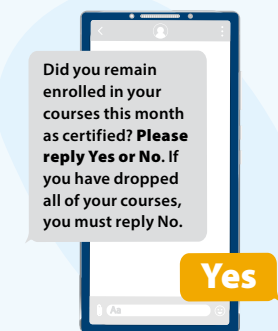 Did you remain
enrolled in your
courses this month
as certified? Please
reply Yes or No. If
you have dropped
all of your courses,
you must reply No.
Yes
Aa